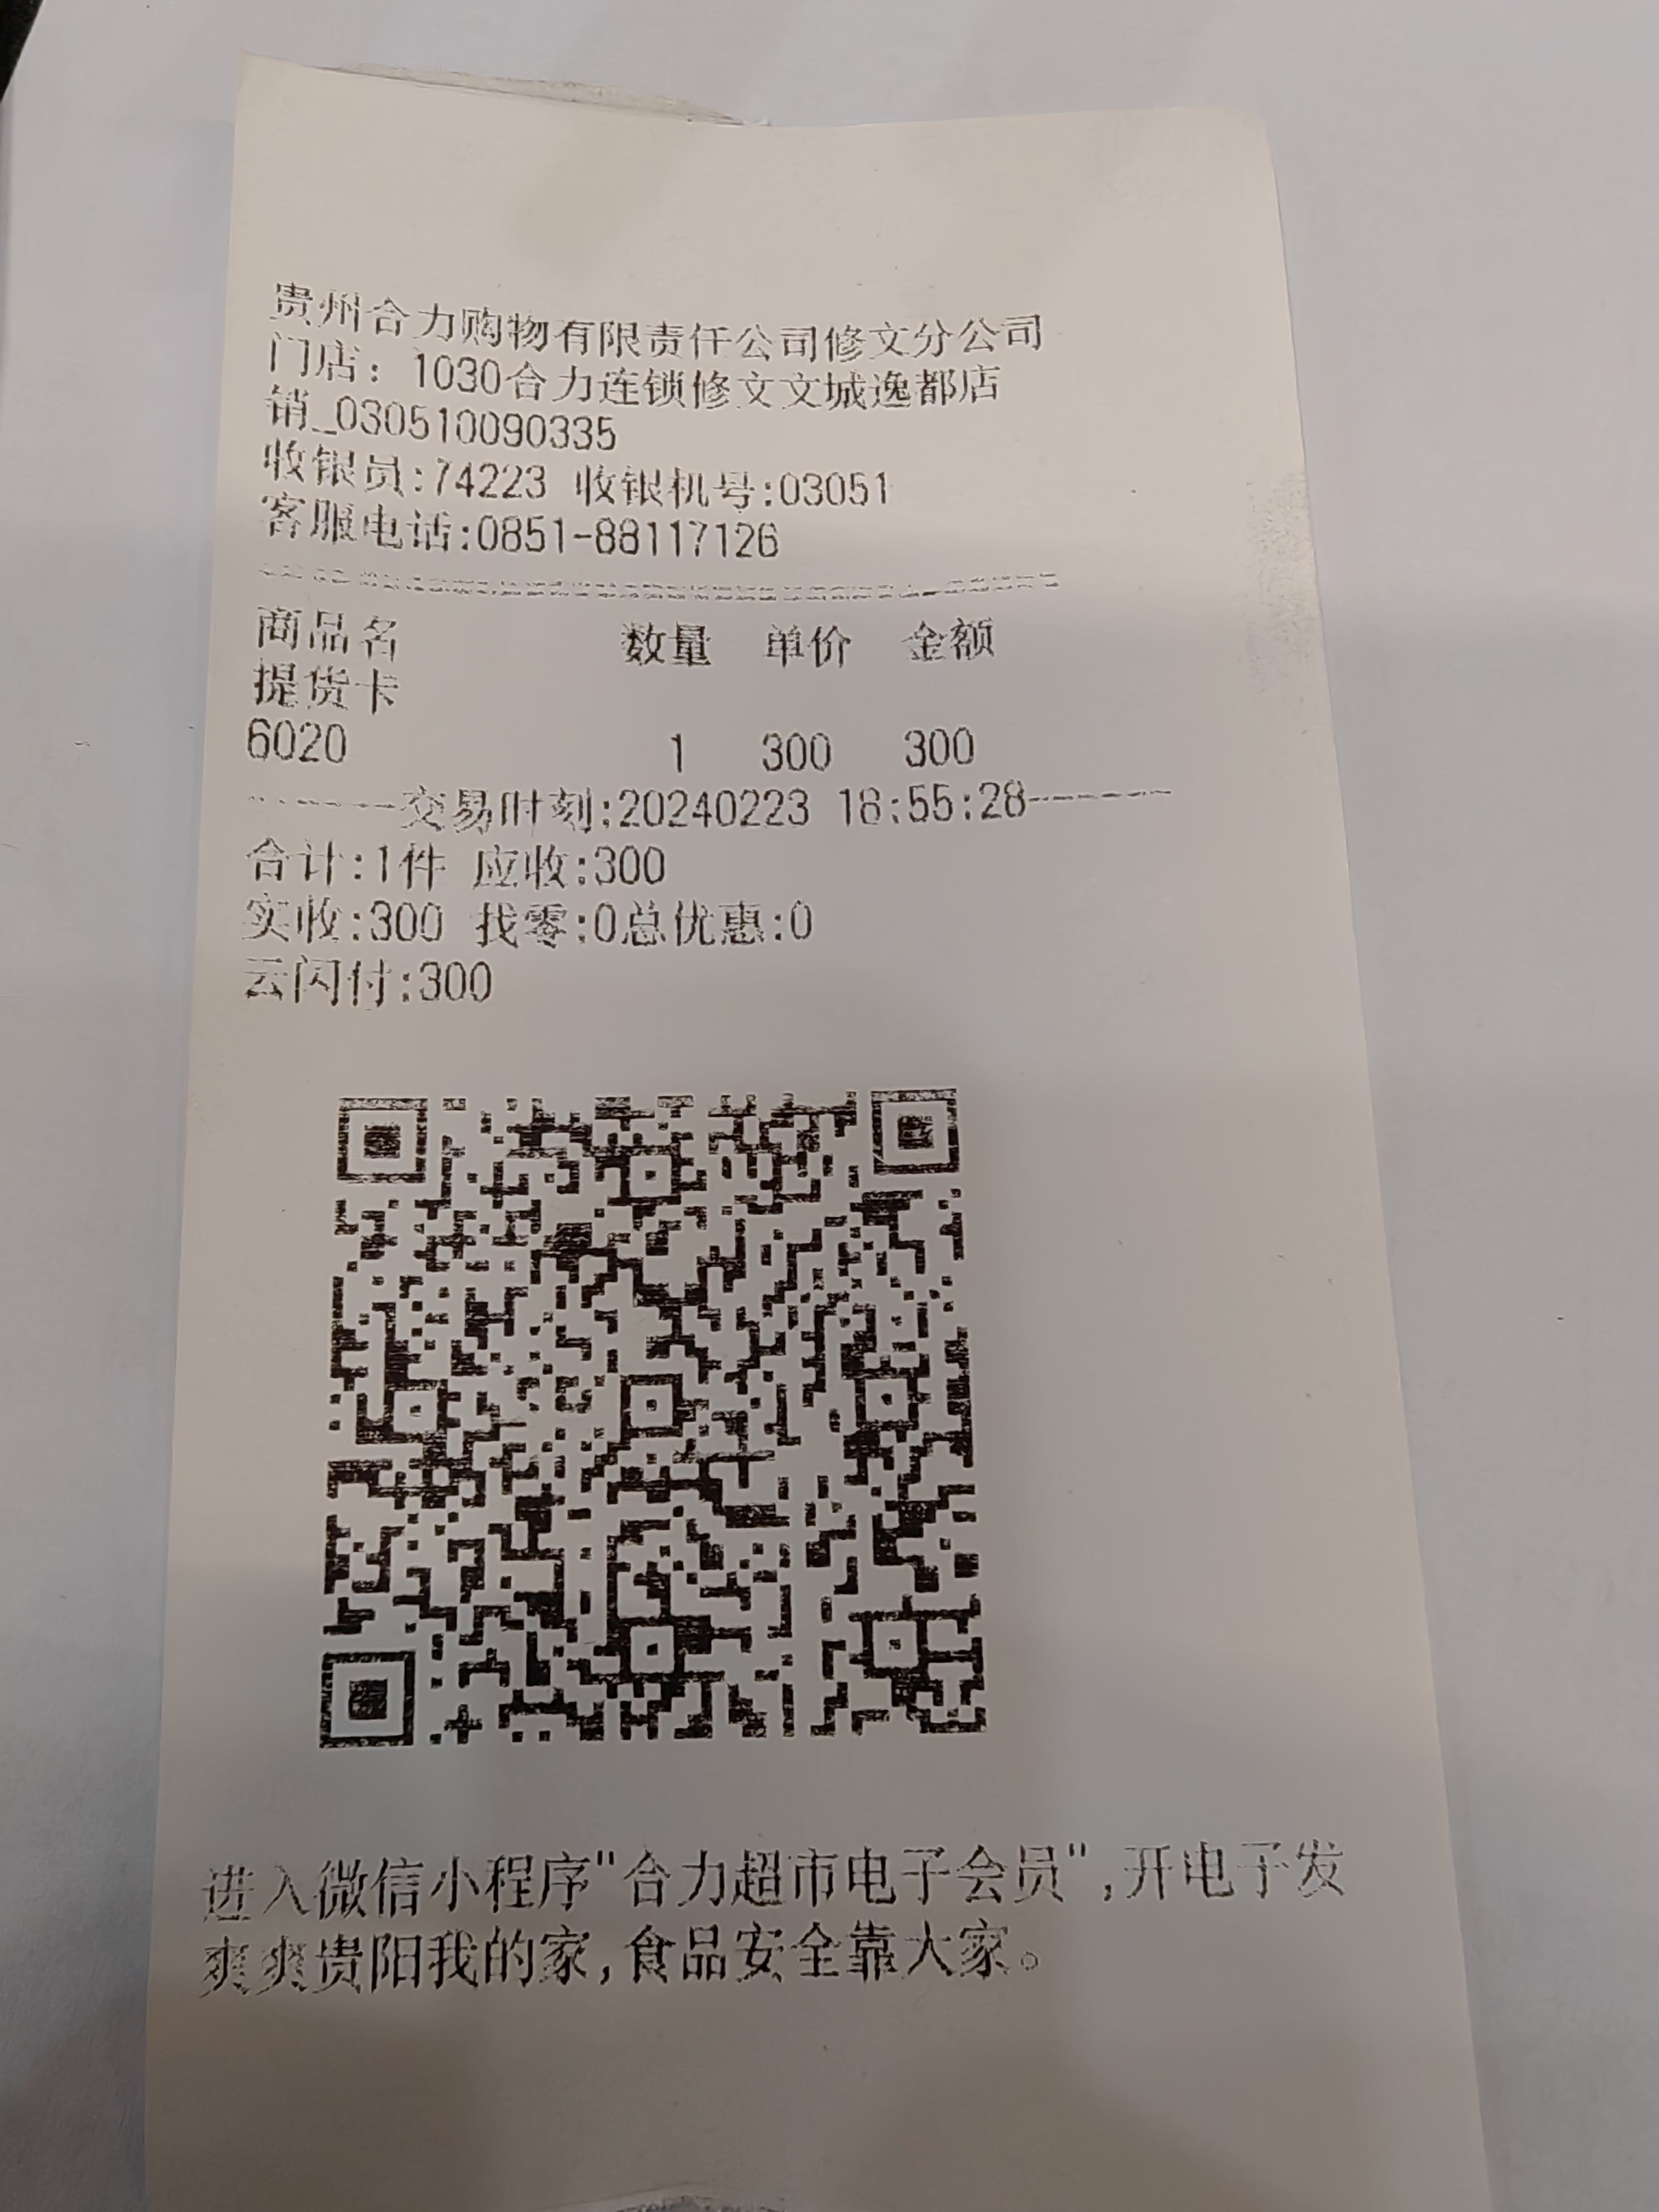 贵州合力购物有限责任公司修文分公司
门店：1030合力连锁修文文城逸都店
销_030510090335
收银员:74223 收银机号:03051
客服电话:0851-88117126
商品名 数量 单价 金额
提货卡
6020 1 300 300
------交易时刻:20240223 18:55:28-------
合计:1件 应收:300
实收:300 找零:0总优惠:0
云闪付:300
进入微信小程序"合力超市电子会员",开电子发
爽爽贵阳我的家,食品安全靠大家。